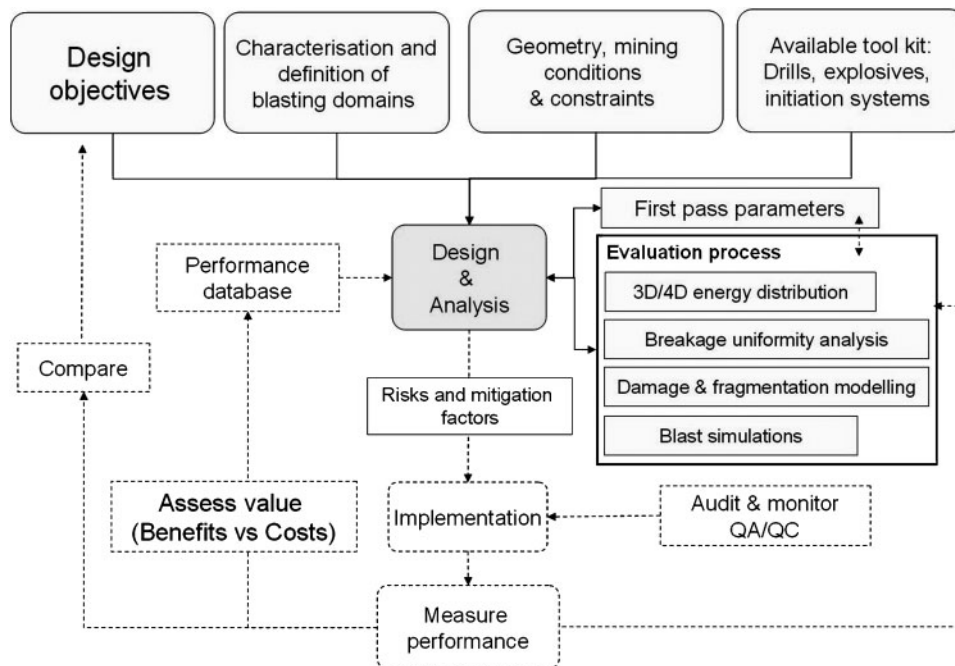 Design
objectives
Characterisation and
definition of
blasting domains
Geometry, mining
conditions
& constraints
Available tool kit:
Drills, explosives,
initiation systems
First pass parameters
Design
&
Analysis
Evaluation process
Performance
database
3D/4D energy distribution
Breakage uniformity analysis
Compare
Damage & fragmentation modelling
Risks and mitigation
factors
Blast simulations
Assess value
(Benefits vs Costs)
Implementation
Audit & monitor
QA/QC
Measure
performance